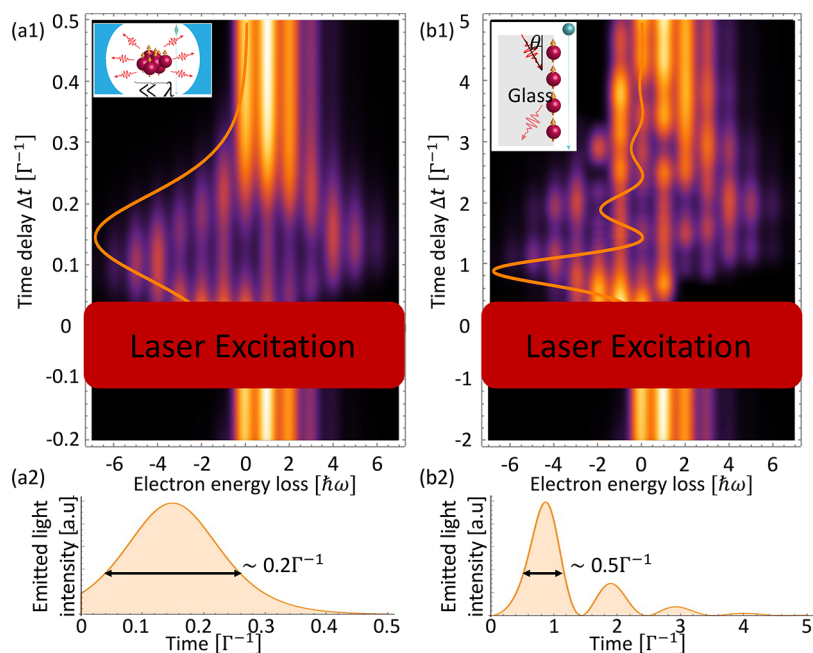 (a1)
(b1)
≪ λ
θ
Glass
0.5
0.4
0.3
0.2
0.1
0
-0.1
-0.2
Time delay Δt [Γ⁻¹]
Laser Excitation
-6 -4 -2 0 2 4 6
Electron energy loss [ħω]
5
4
3
2
1
0
-1
-2
Time delay Δt [Γ⁻¹]
Laser Excitation
-6 -4 -2 0 2 4 6
Electron energy loss [ħω]
(a2)
Emitted light
intensity [a.u]
~ 0.2Γ⁻¹
0 0.1 0.2 0.3 0.4 0.5
Time [Γ⁻¹]
(b2)
Emitted light
intensity [a.u]
~ 0.5Γ⁻¹
0 1 2 3 4 5
Time [Γ⁻¹]